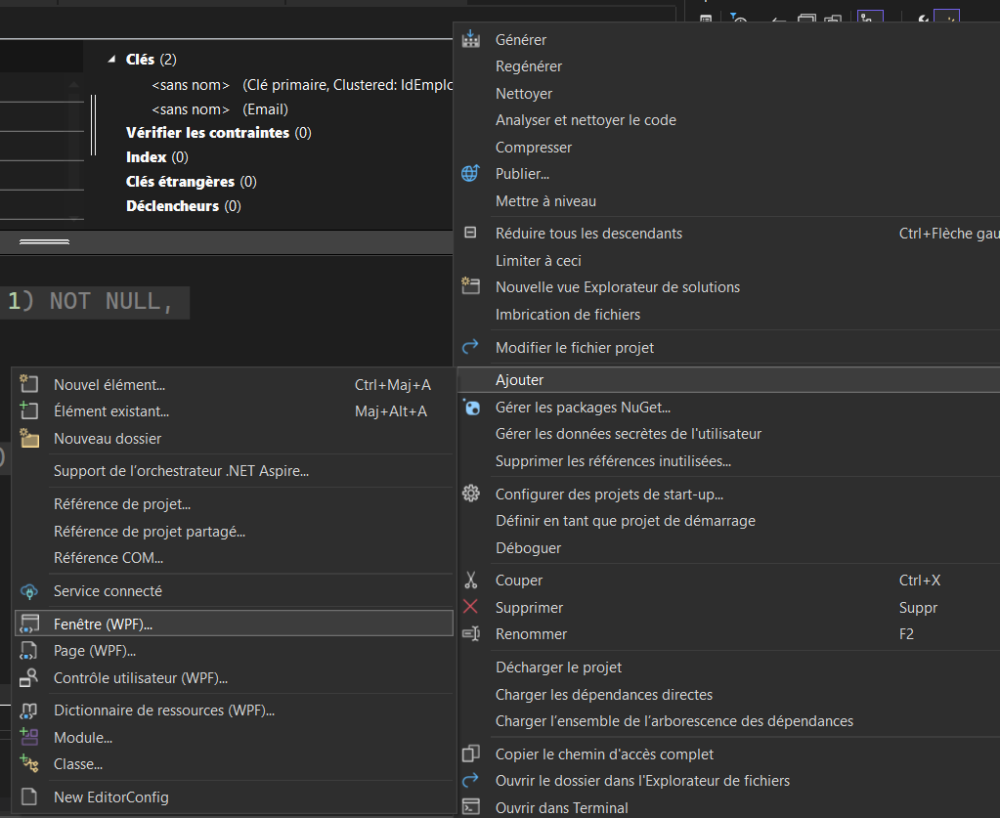 Clés (2)
<sans nom> (Clé primaire, Clustered: IdEmplo
<sans nom> (Email)
Vérifier les contraintes (0)
Index (0)
Clés étrangères (0)
Déclencheurs (0)
1) NOT NULL,
Générer
Regénérer
Nettoyer
Analyser et nettoyer le code
Compresser
Publier...
Mettre à niveau
Réduire tous les descendants Ctrl+Flèche gau
Limiter à ceci
Nouvelle vue Explorateur de solutions
Imbrication de fichiers
Modifier le fichier projet
Ajouter
Gérer les packages NuGet...
Gérer les données secrètes de l'utilisateur
Supprimer les références inutilisées...
Configurer des projets de start-up...
Définir en tant que projet de démarrage
Déboguer
Couper Ctrl+X
Supprimer Suppr
Renommer F2
Décharger le projet
Charger les dépendances directes
Charger l’ensemble de l’arborescence des dépendances
Copier le chemin d'accès complet
Ouvrir le dossier dans l'Explorateur de fichiers
Ouvrir dans Terminal
Nouvel élément... Ctrl+Maj+A
Élément existant... Maj+Alt+A
Nouveau dossier
Support de l’orchestrateur .NET Aspire...
Référence de projet...
Référence de projet partagé...
Référence COM...
Service connecté
Fenêtre (WPF)...
Page (WPF)...
Contrôle utilisateur (WPF)...
Dictionnaire de ressources (WPF)...
Module...
Classe...
New EditorConfig